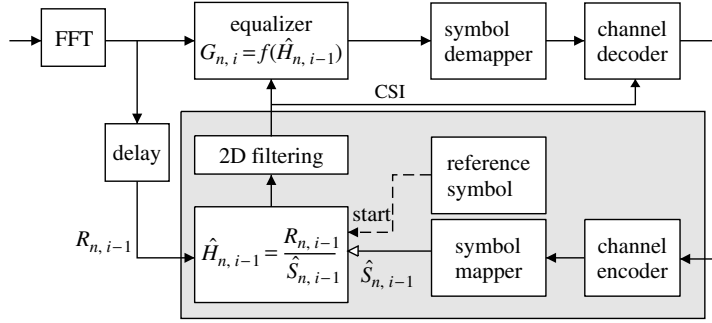 FFT
equalizer
G_{n, i} = f(Ĥ_{n, i−1})
symbol
demapper
channel
decoder
CSI
delay
2D filtering
reference
symbol
start
R_{n, i−1}
Ĥ_{n, i−1} = R_{n, i−1} / Ŝ_{n, i−1}
Ŝ_{n, i−1}
symbol
mapper
channel
encoder